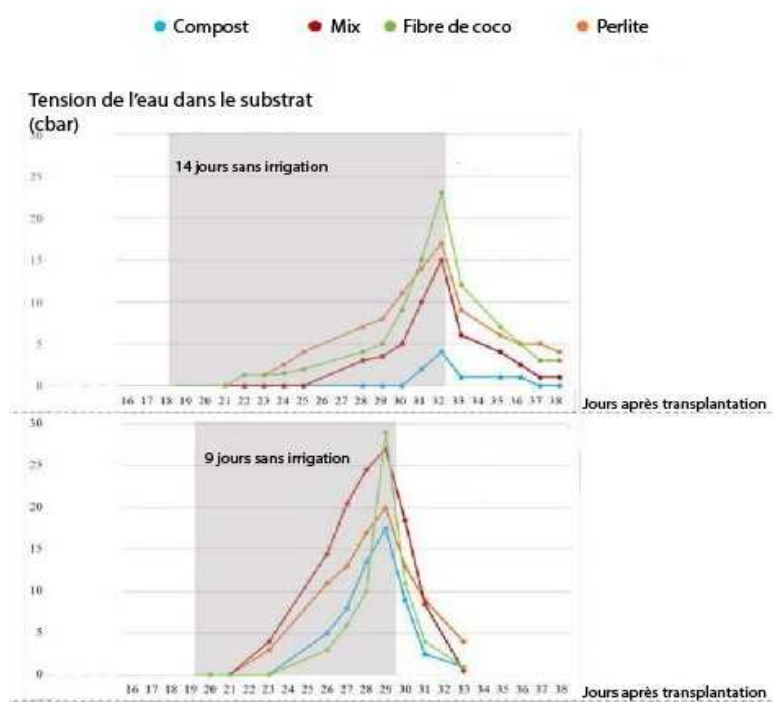 Compost Mix Fibre de coco Perlite
Tension de l'eau dans le substrat
(cbar)
30
14 jours sans irrigation
25
20
15
10
5
0
16 17 18 19 20 21 22 23 24 25 26 27 28 29 30 31 32 33 34 35 36 37 38 Jours après transplantation
30
9 jours sans irrigation
25
20
15
10
5
0
16 17 18 19 20 21 22 23 24 25 26 27 28 29 30 31 32 33 34 35 36 37 38 Jours après transplantation